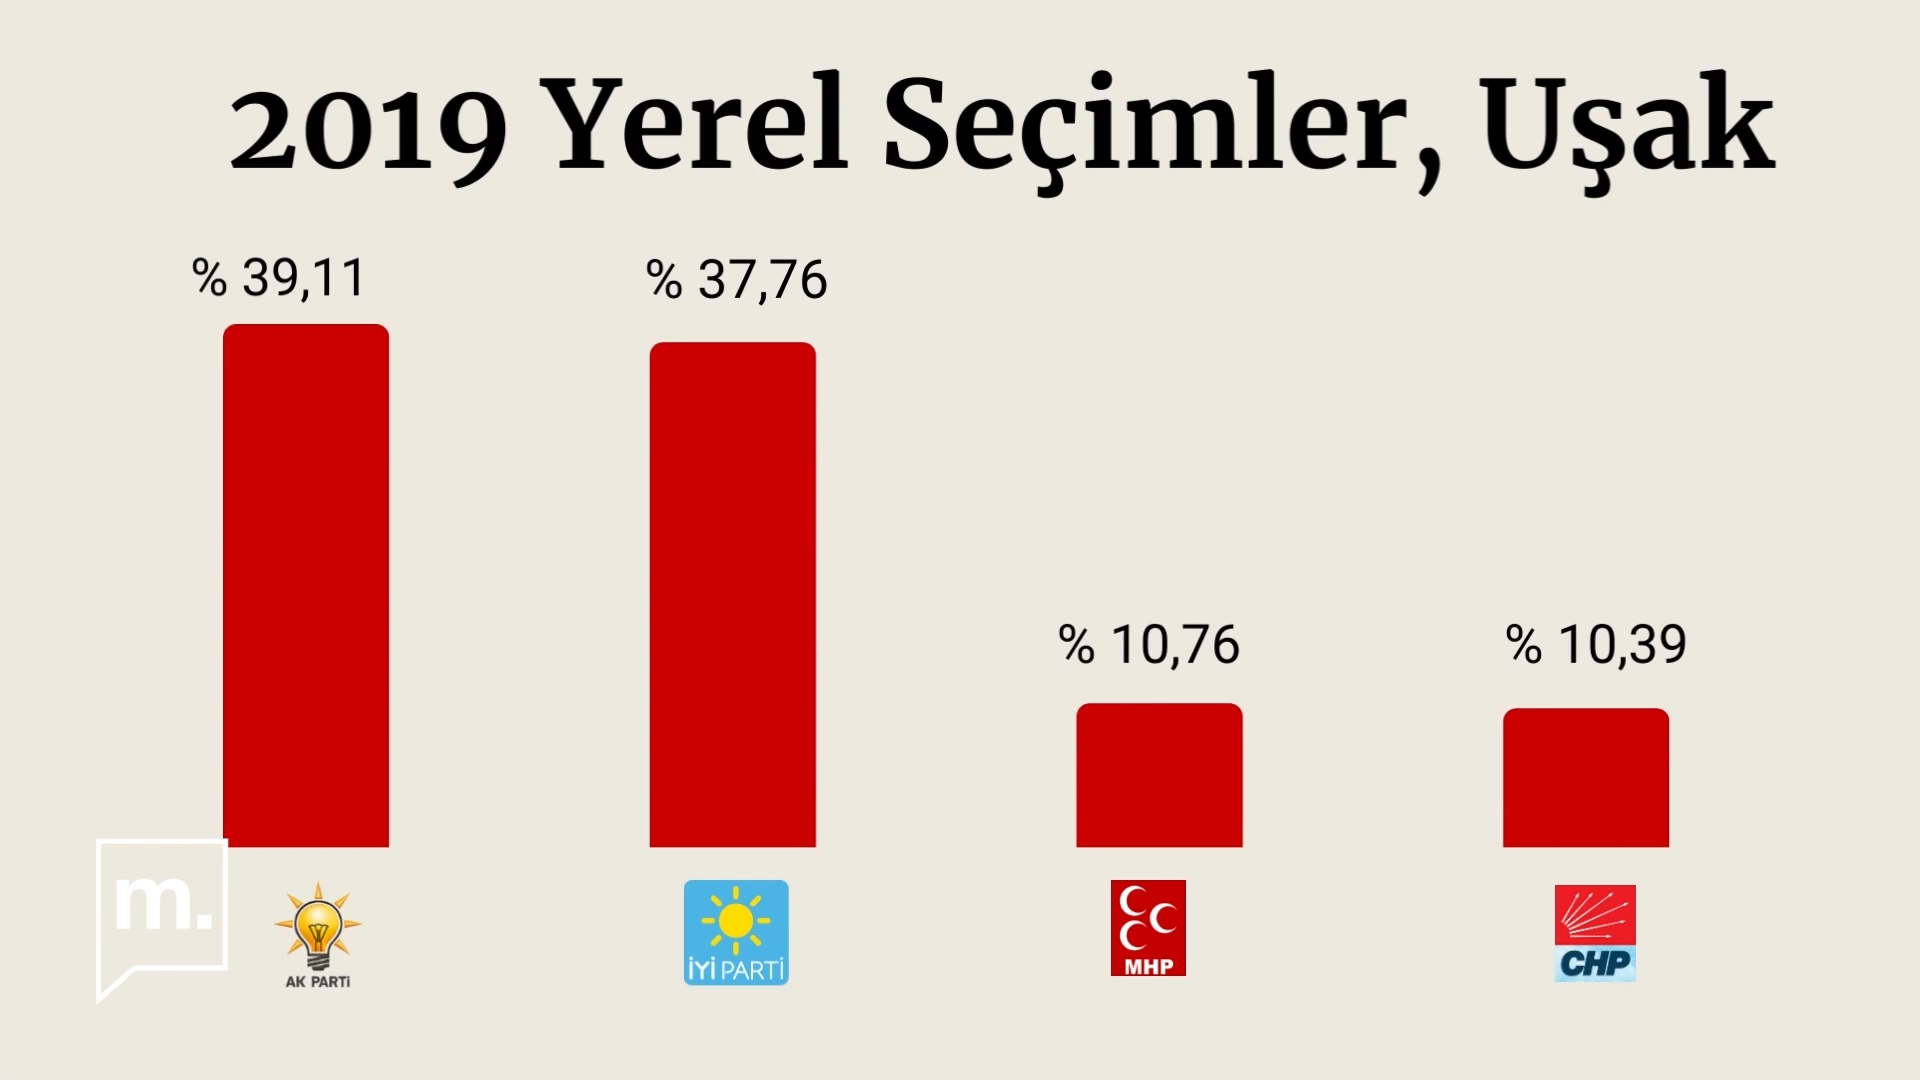 2019 Yerel Seçimler, Uşak
% 39,11
% 37,76
% 10,76
% 10,39
m.
AK PARTİ
İYİ PARTİ
MHP
CHP